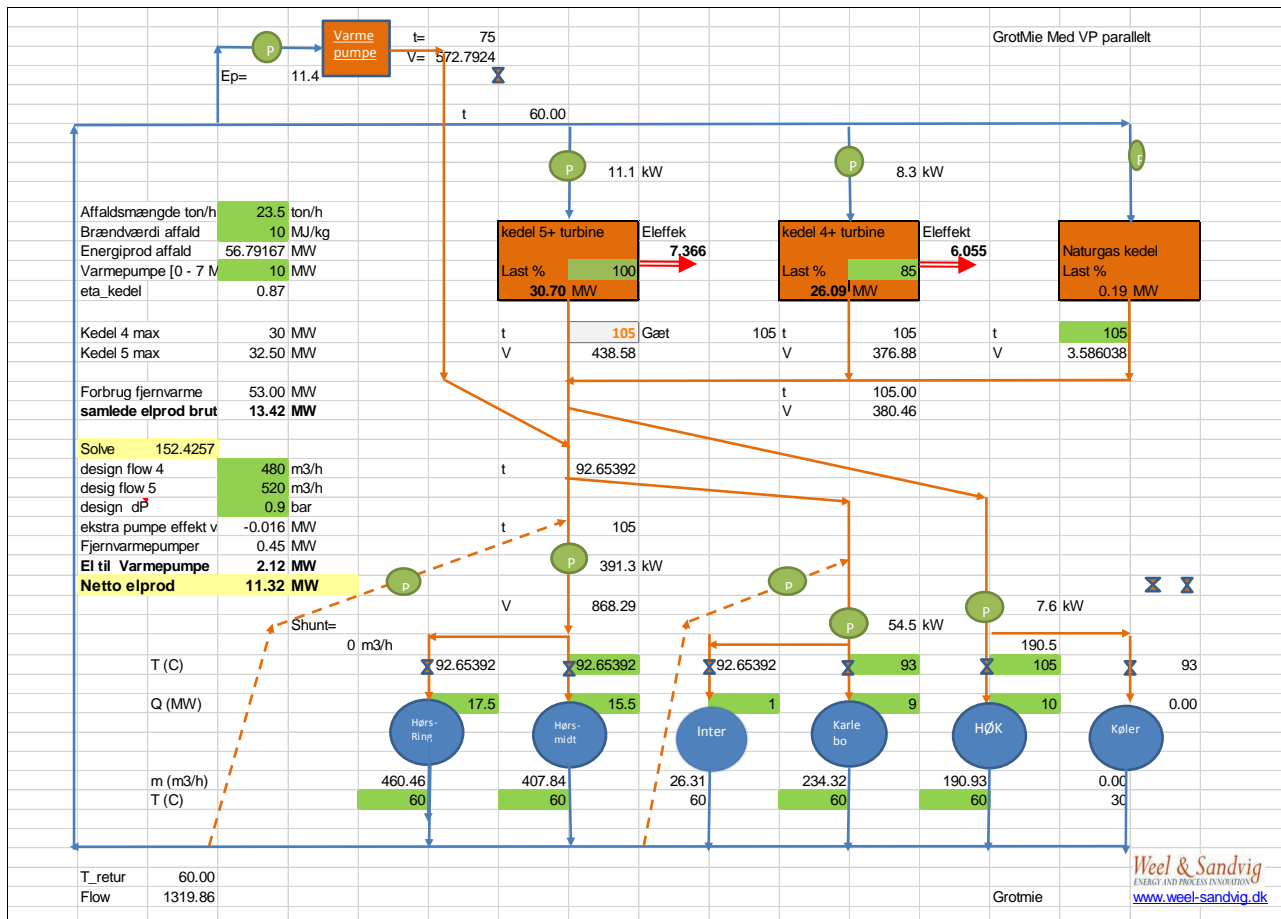 Varme pumpe t= 75 GrotMie Med VP parallelt
P
V= 572.7924
Ep= 11.4
t 60.00
P 11.1 kW P 8.3 kW P
Affaldsmængde ton/h 23.5 ton/h
Brændværdi affald 10 MJ/kg kedel 5+ turbine Eleffek kedel 4+ turbine Eleffekt
Energiprod affald 56.79167 MW 7.366 6.055 Naturgas kedel
Varmepumpe [0 - 7 M 10 MW Last % 100 Last % 85 Last %
eta_kedel 0.87 30.70 MW 26.09 MW 0.19 MW
Kedel 4 max 30 MW t 105 Gæt 105 t 105 t 105
Kedel 5 max 32.50 MW V 438.58 V 376.88 V 3.586038
Forbrug fjernvarme 53.00 MW t 105.00
samlede elprod brut 13.42 MW V 380.46
Solve 152.4257
design flow 4 480 m3/h t 92.65392
desig flow 5 520 m3/h
design dP 0.9 bar
ekstra pumpe effekt v -0.016 MW t 105
Fjernvarmepumper 0.45 MW
El til Varmepumpe 2.12 MW P 391.3 kW
Netto elprod 11.32 MW P P
V 868.29 P 7.6 kW
Shunt= P 54.5 kW
0 m3/h 190.5
T (C) 92.65392 92.65392 92.65392 93 105 93
Q (MW) 17.5 15.5 1 9 10 0.00
Hørs-Ring Hørs-midt Inter Karle bo HØK Køler
m (m3/h) 460.46 407.84 26.31 234.32 190.93 0.00
T (C) 60 60 60 60 60 30
T_retur 60.00 Weel & Sandvig
ENERGY AND PROCESS INNOVATION
Flow 1319.86 Grotmie www.weel-sandvig.dk